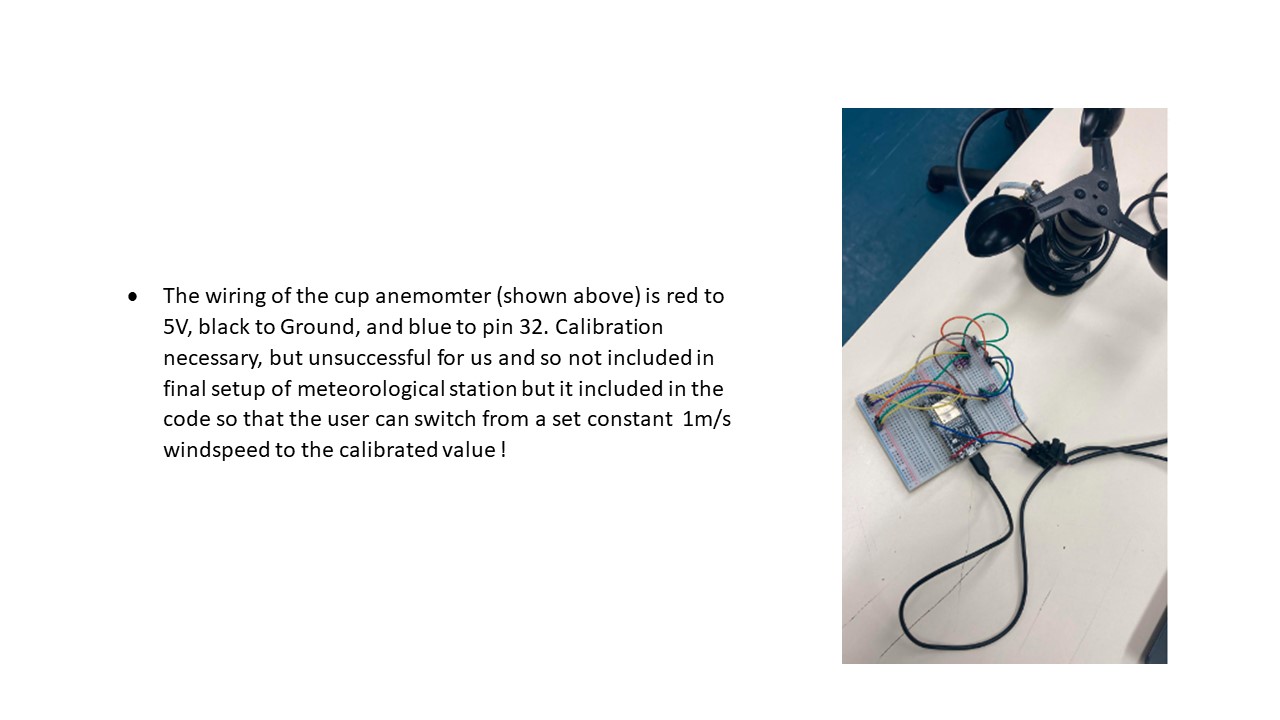 The wiring of the cup anemomter (shown above) is red to
5V, black to Ground, and blue to pin 32. Calibration
necessary, but unsuccessful for us and so not included in
final setup of meteorological station but it included in the
code so that the user can switch from a set constant 1m/s
windspeed to the calibrated value !